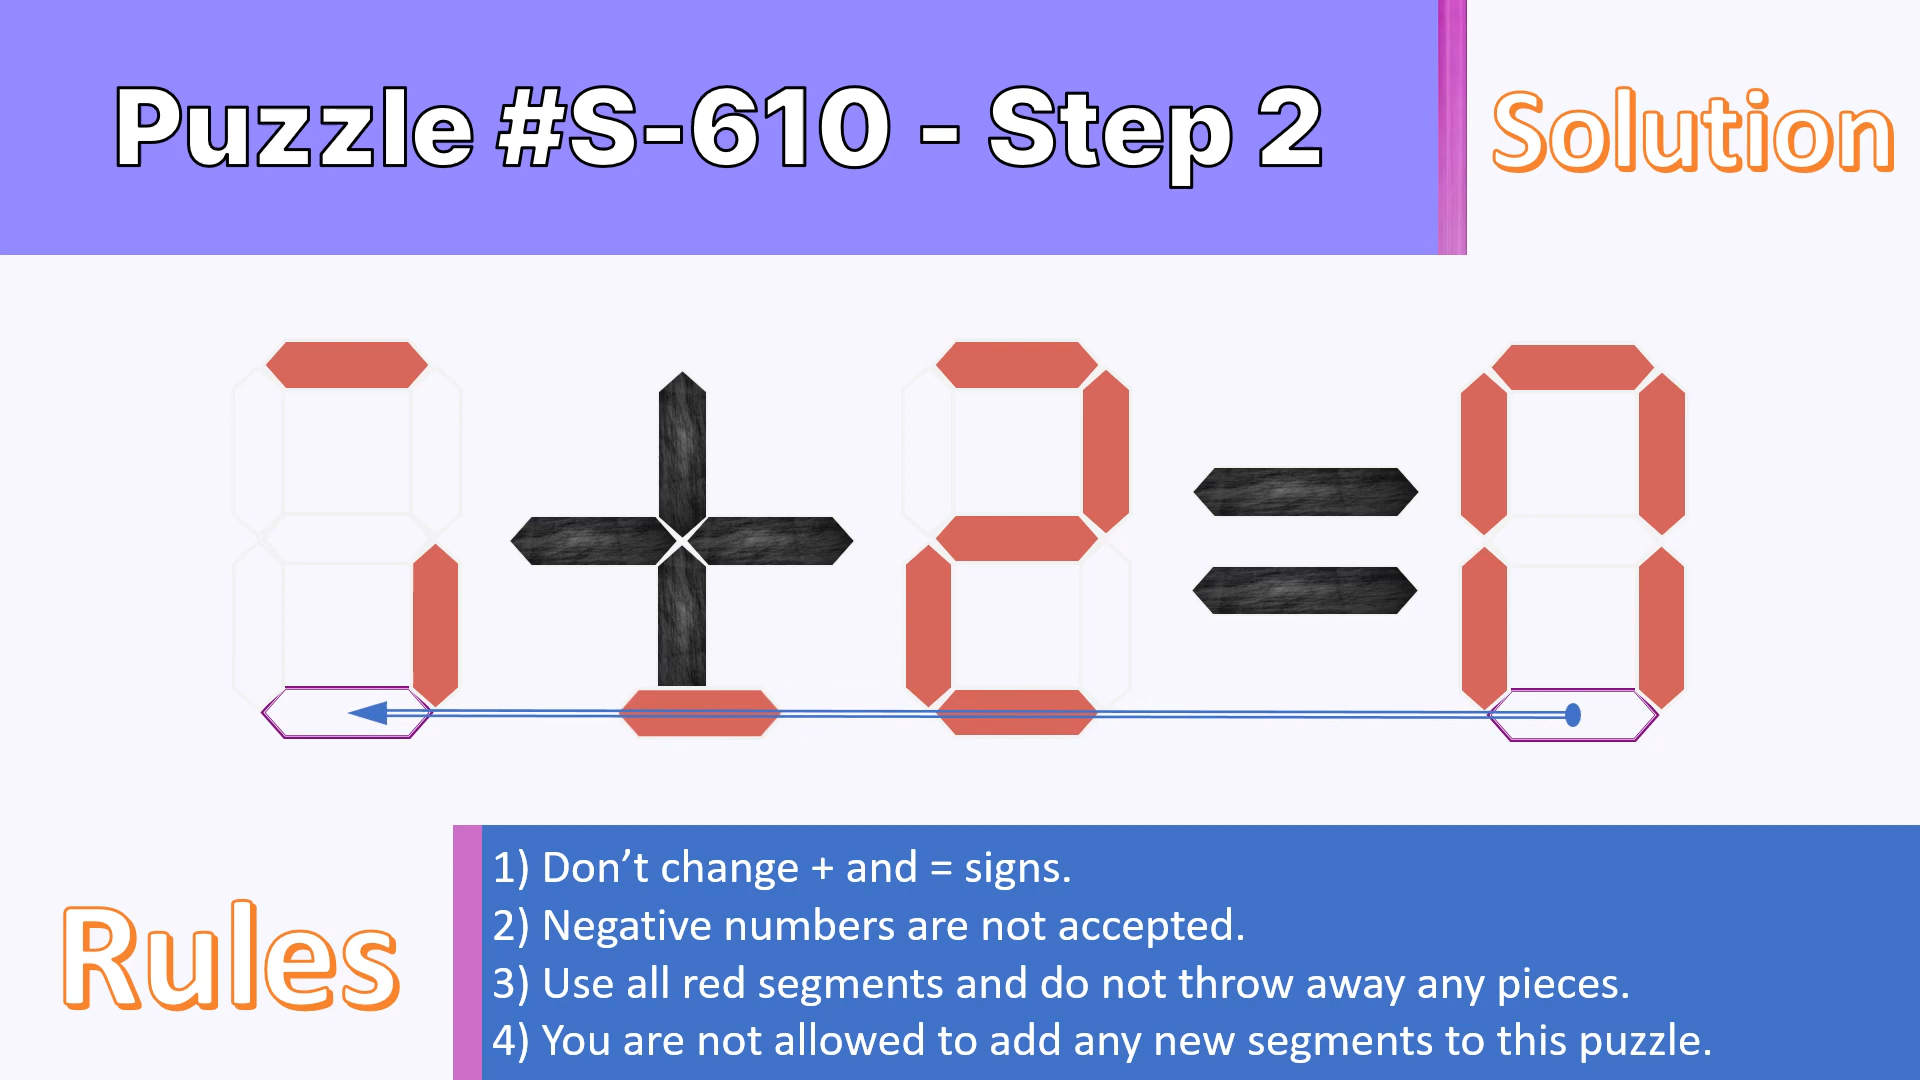 Puzzle #S-610 - Step 2
Solution
Rules
1) Don’t change + and = signs.
2) Negative numbers are not accepted.
3) Use all red segments and do not throw away any pieces.
4) You are not allowed to add any new segments to this puzzle.